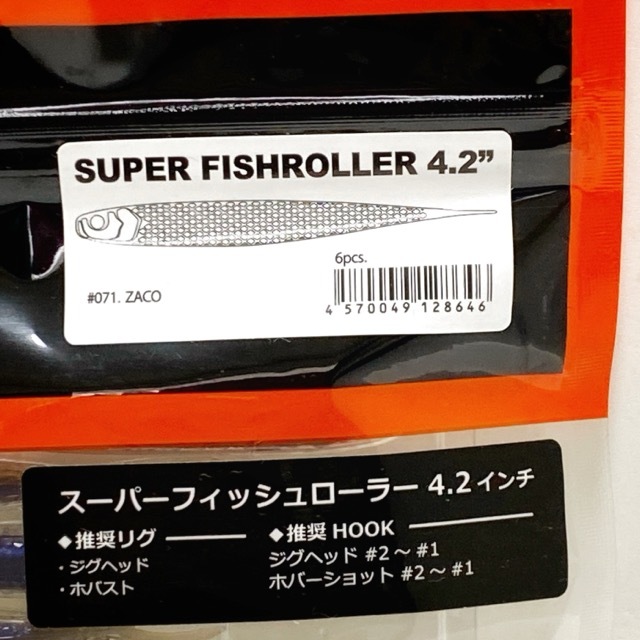 SUPER FISHROLLER 4.2”
6pcs.
#071. ZACO
4 570049 128646
スーパーフィッシュローラー 4.2 インチ
◆推奨リグ
・ジグヘッド
・ホバスト
◆推奨 HOOK
ジグヘッド #2 〜 #1
ホバーショット #2 〜 #1